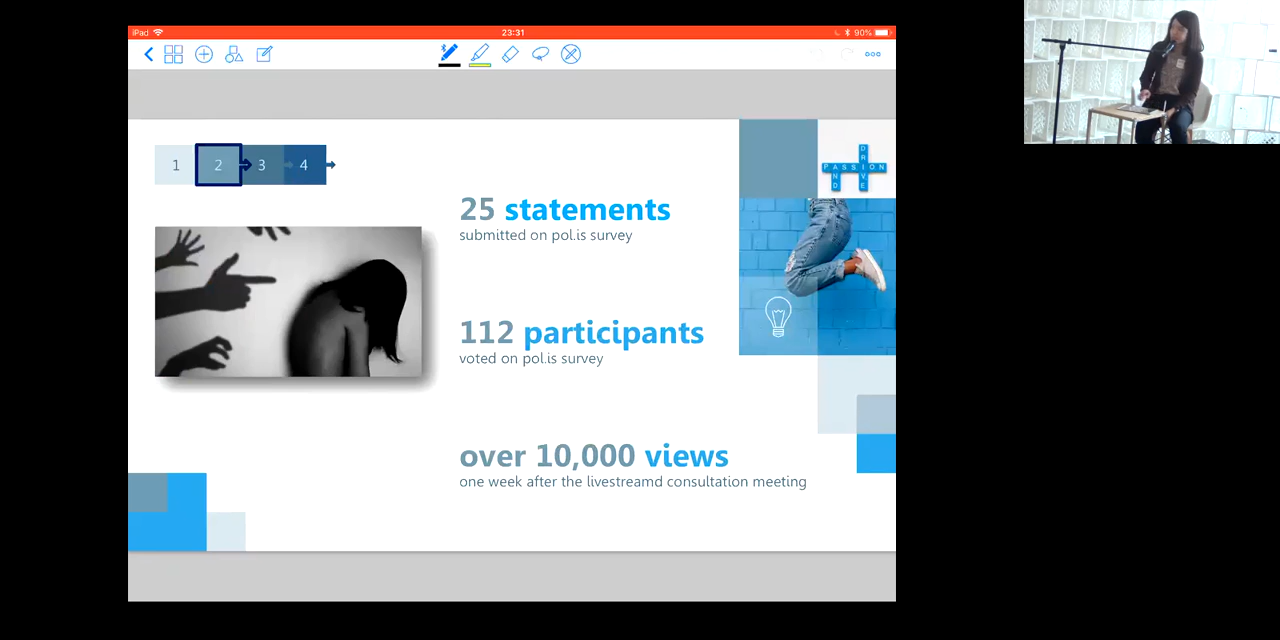 iPad
23:31
90%
1
2
3
4
25 statements
submitted on pol.is survey
112 participants
voted on pol.is survey
over 10,000 views
one week after the livestreamd consultation meeting
PASSION
AND
DRIVE